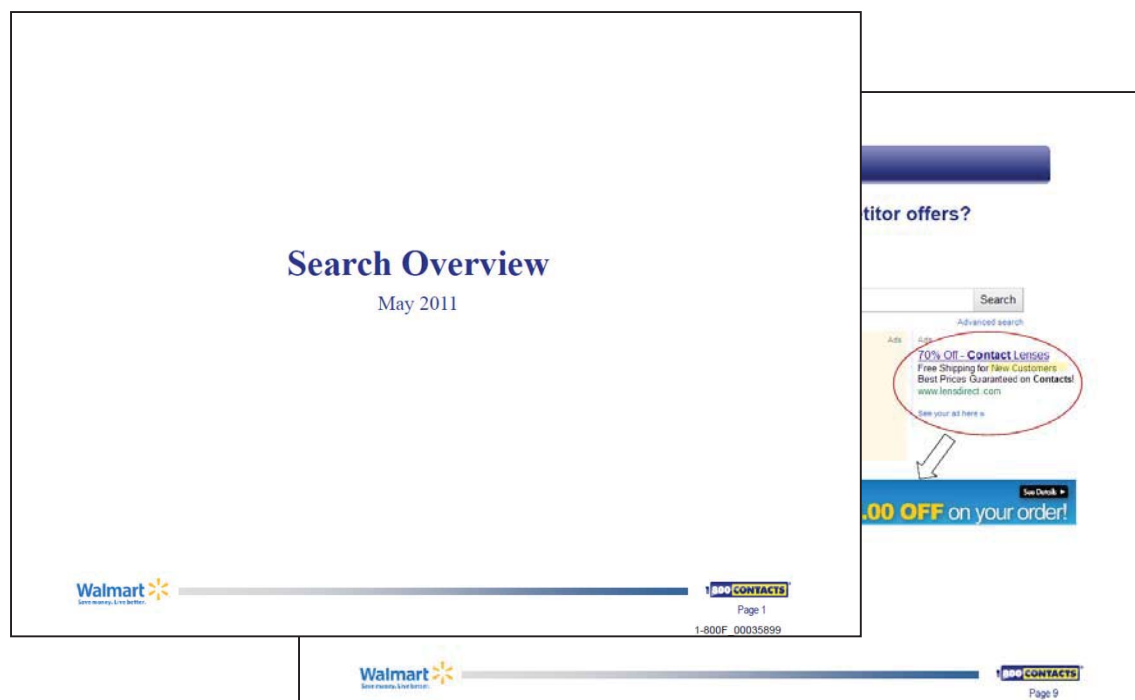 Search Overview
May 2011
Walmart
Save money. Live better.
1 800 CONTACTS
Page 1
1-800F_00035899
titor offers?
Search
Advanced search
Ads
Ads
70% Off - Contact Lenses
Free Shipping for New Customers
Best Prices Guaranteed on Contacts!
www.lensdirect.com
See your ad here »
See Details
.00 OFF on your order!
Walmart
Save money. Live better.
1 800 CONTACTS
Page 9